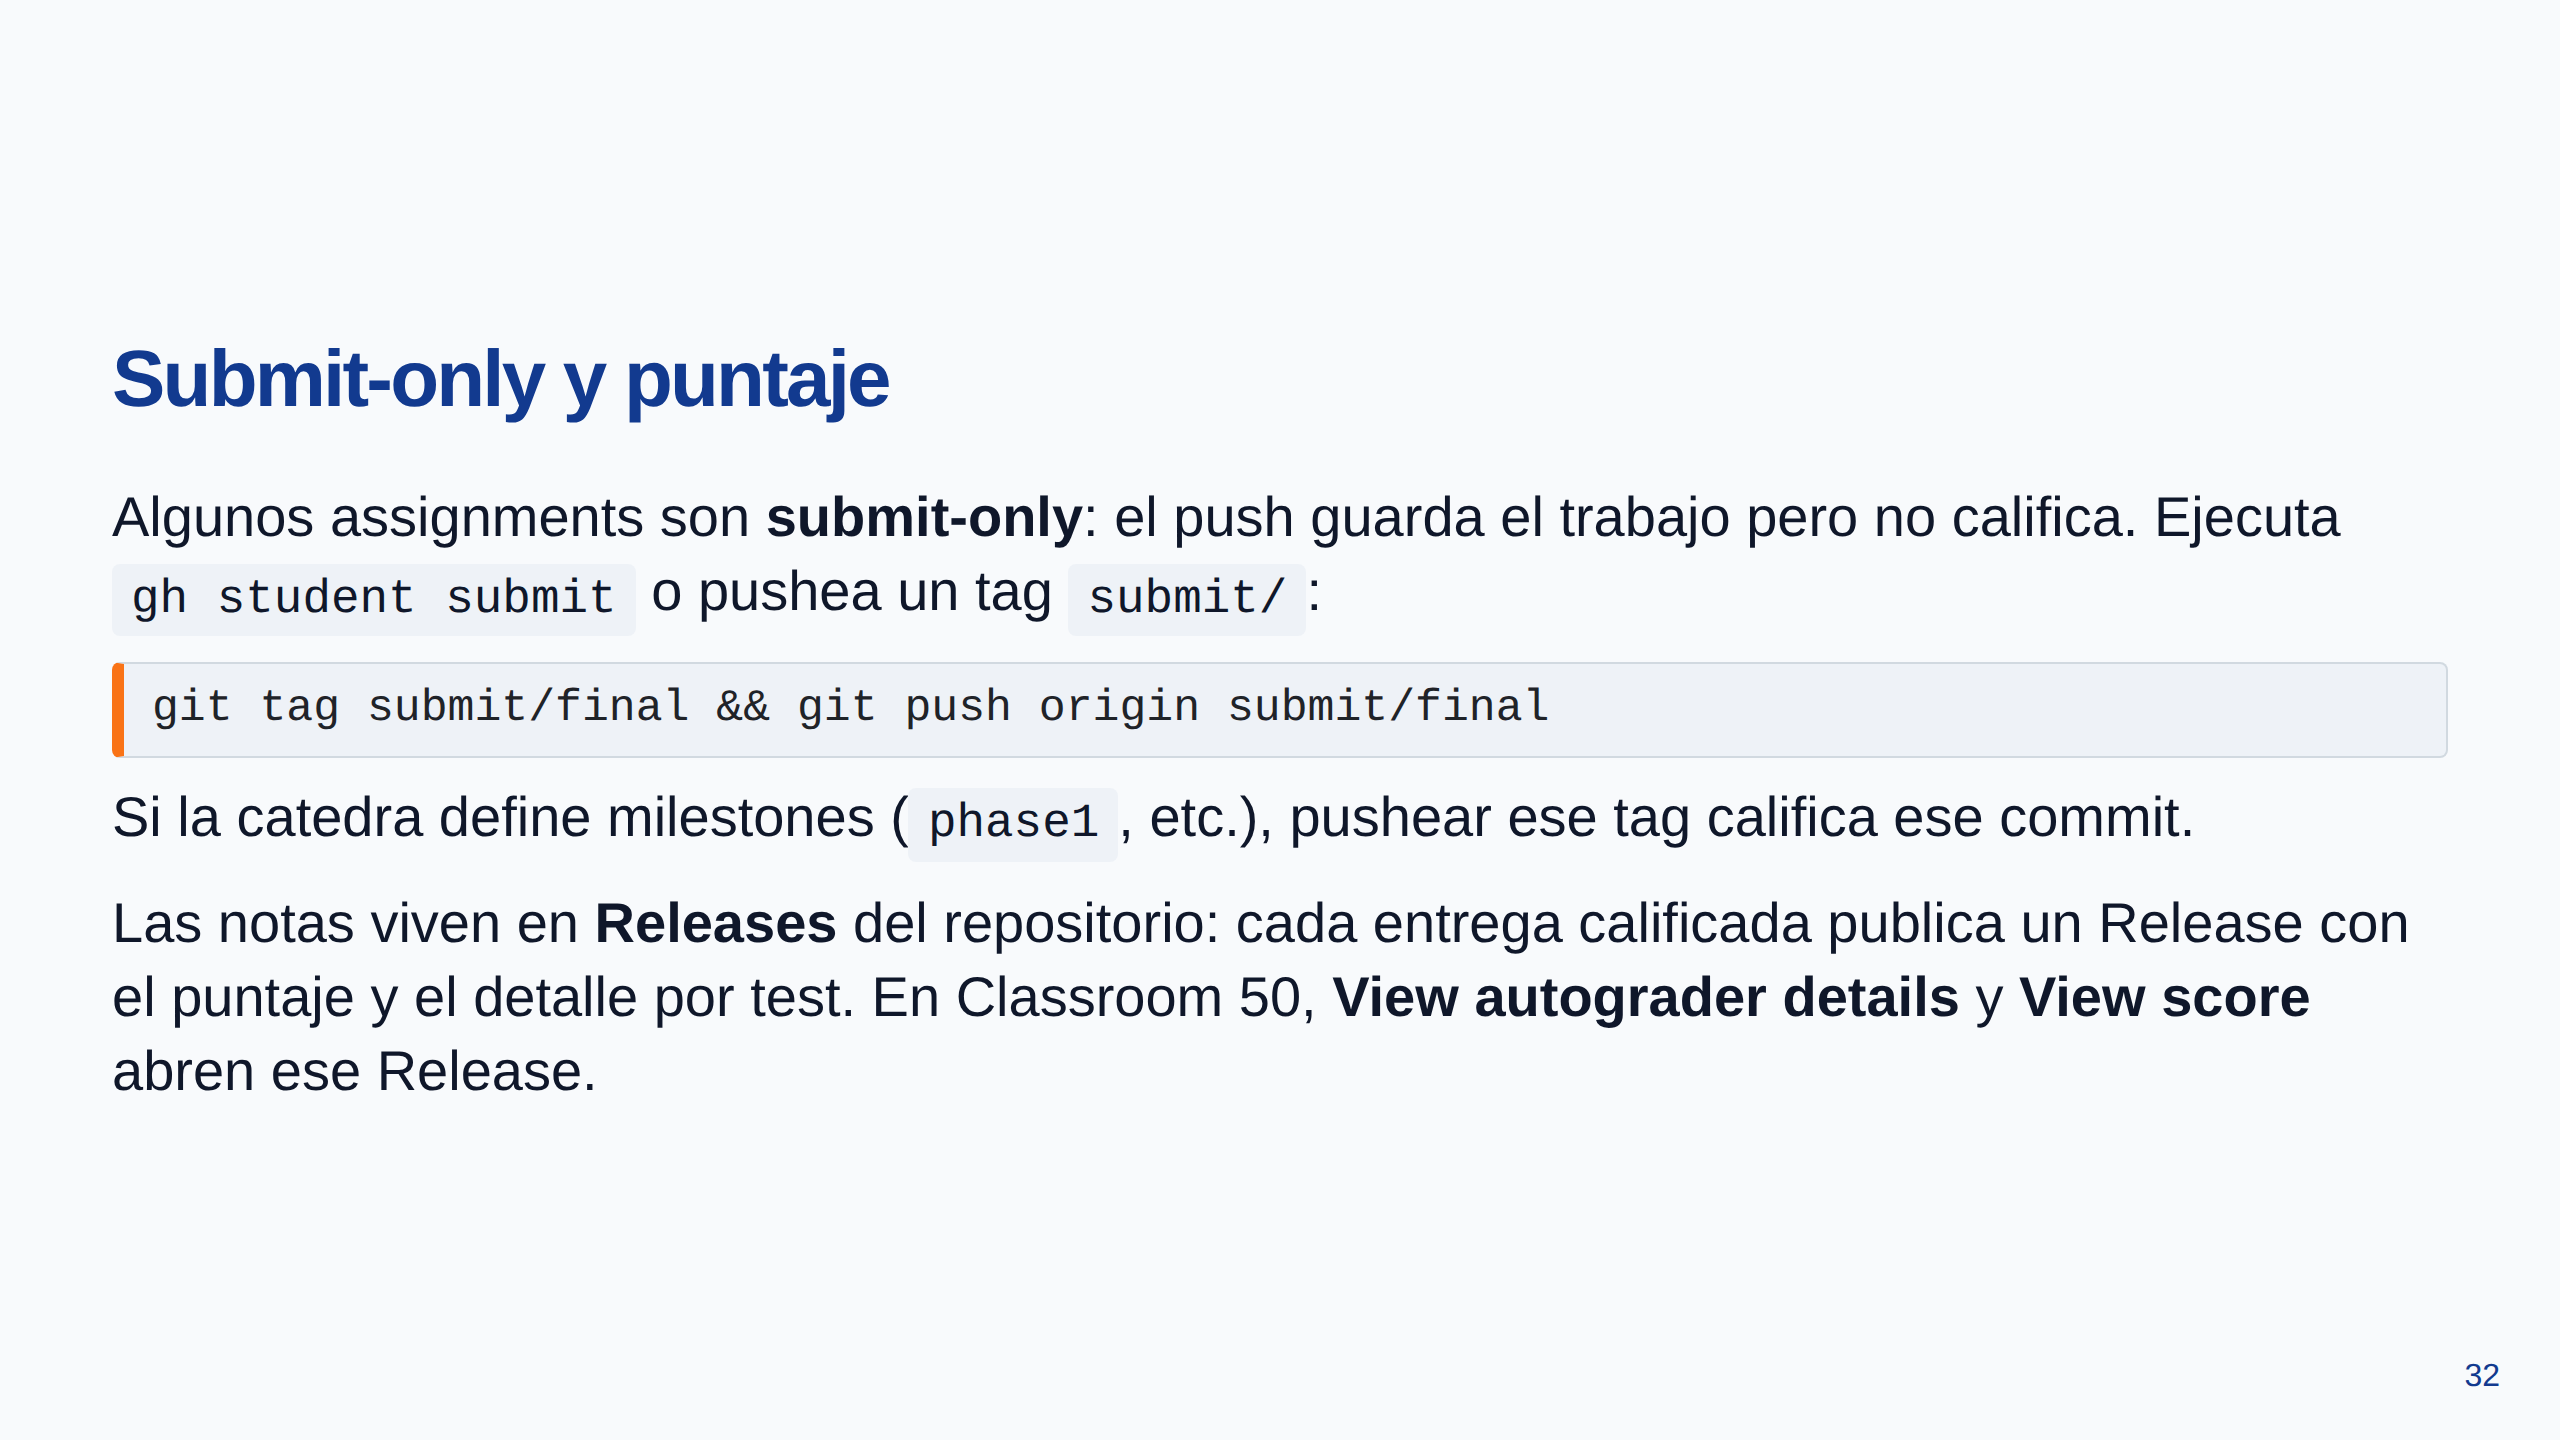 Submit-only y puntaje
Algunos assignments son submit-only: el push guarda el trabajo pero no califica. Ejecuta
gh student submit o pushea un tag submit/:
git tag submit/final && git push origin submit/final
Si la catedra define milestones (phase1, etc.), pushear ese tag califica ese commit.
Las notas viven en Releases del repositorio: cada entrega calificada publica un Release con
el puntaje y el detalle por test. En Classroom 50, View autograder details y View score
abren ese Release.
32